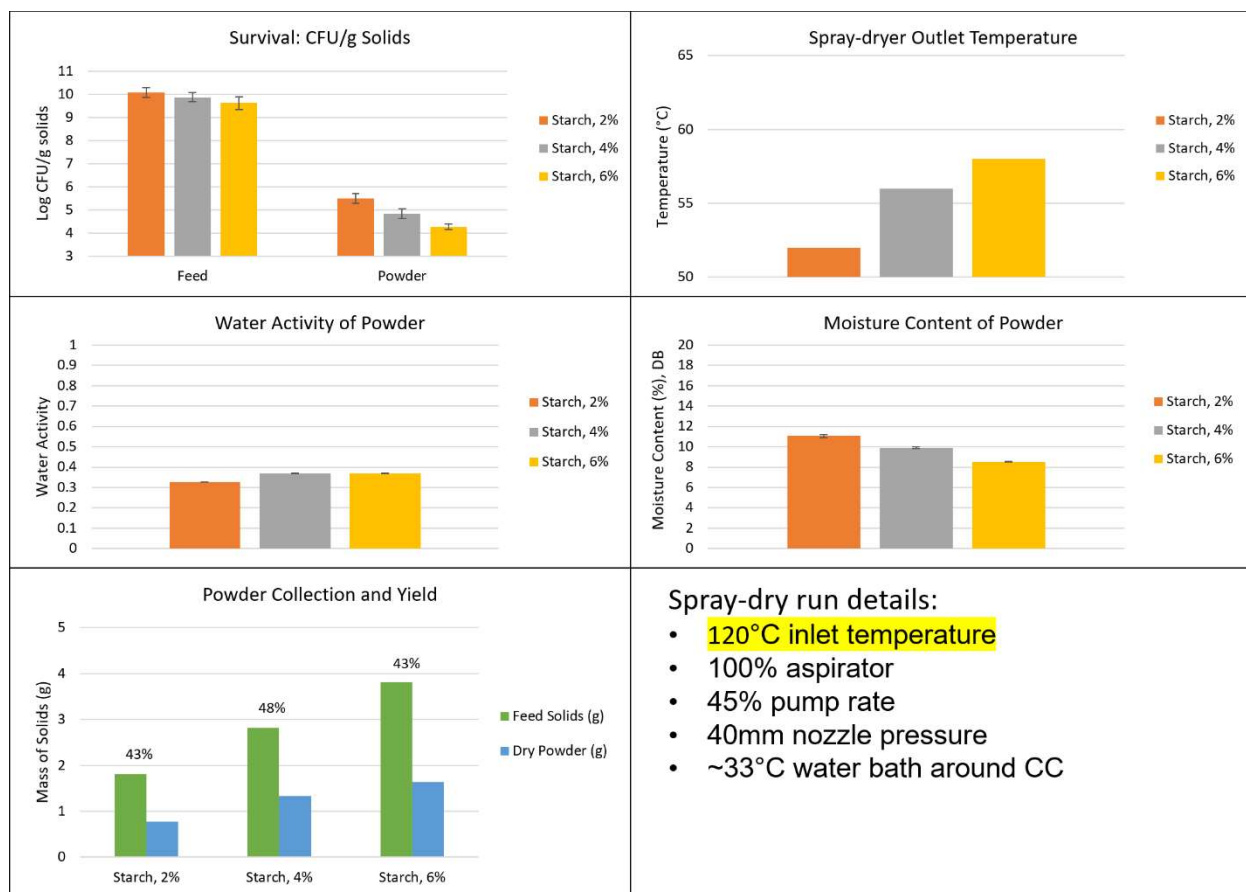 Survival: CFU/g Solids
Log CFU/g solids
11
10
9
8
7
6
5
4
3
Feed
Powder
Starch, 2%
Starch, 4%
Starch, 6%
Spray-dryer Outlet Temperature
Temperature (°C)
65
60
55
50
Starch, 2%
Starch, 4%
Starch, 6%
Water Activity of Powder
Water Activity
1
0.9
0.8
0.7
0.6
0.5
0.4
0.3
0.2
0.1
0
Starch, 2%
Starch, 4%
Starch, 6%
Moisture Content of Powder
Moisture Content (%), DB
20
18
16
14
12
10
8
6
4
2
0
Starch, 2%
Starch, 4%
Starch, 6%
Powder Collection and Yield
Mass of Solids (g)
5
4
3
2
1
0
43%
48%
43%
Starch, 2%
Starch, 4%
Starch, 6%
Feed Solids (g)
Dry Powder (g)
Spray-dry run details:
• 120°C inlet temperature
• 100% aspirator
• 45% pump rate
• 40mm nozzle pressure
• ~33°C water bath around CC